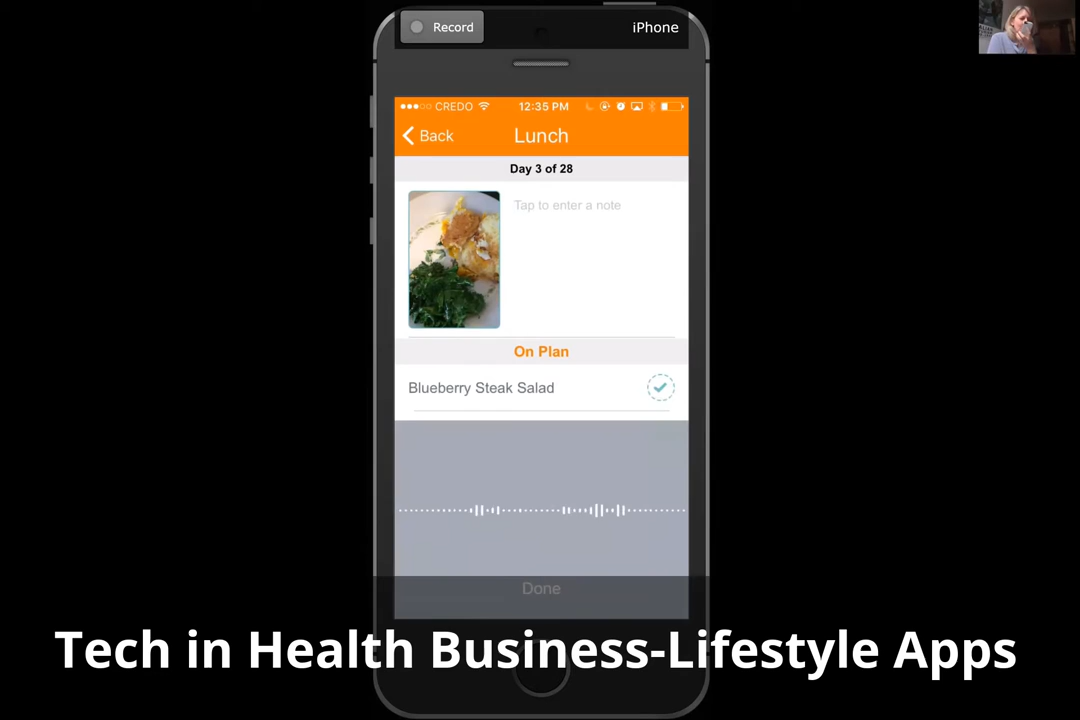 Record
iPhone
CREDO 12:35 PM
Back Lunch
Day 3 of 28
Tap to enter a note
On Plan
Blueberry Steak Salad
Done
Tech in Health Business-Lifestyle Apps